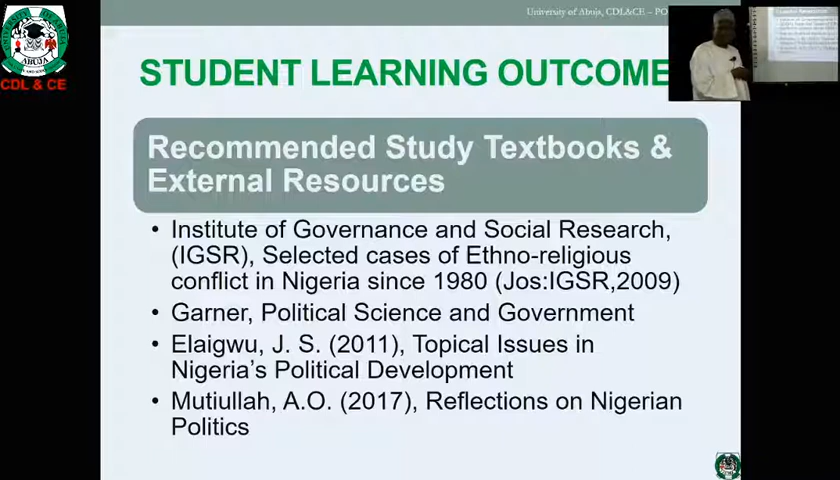 University of Abuja, CDL&CE – PO
ABUJA
CDL & CE
STUDENT LEARNING OUTCOME
Recommended Study Textbooks &
External Resources
• Institute of Governance and Social Research,
(IGSR), Selected cases of Ethno-religious
conflict in Nigeria since 1980 (Jos:IGSR,2009)
• Garner, Political Science and Government
• Elaigwu, J. S. (2011), Topical Issues in
Nigeria's Political Development
• Mutiullah, A.O. (2017), Reflections on Nigerian
Politics